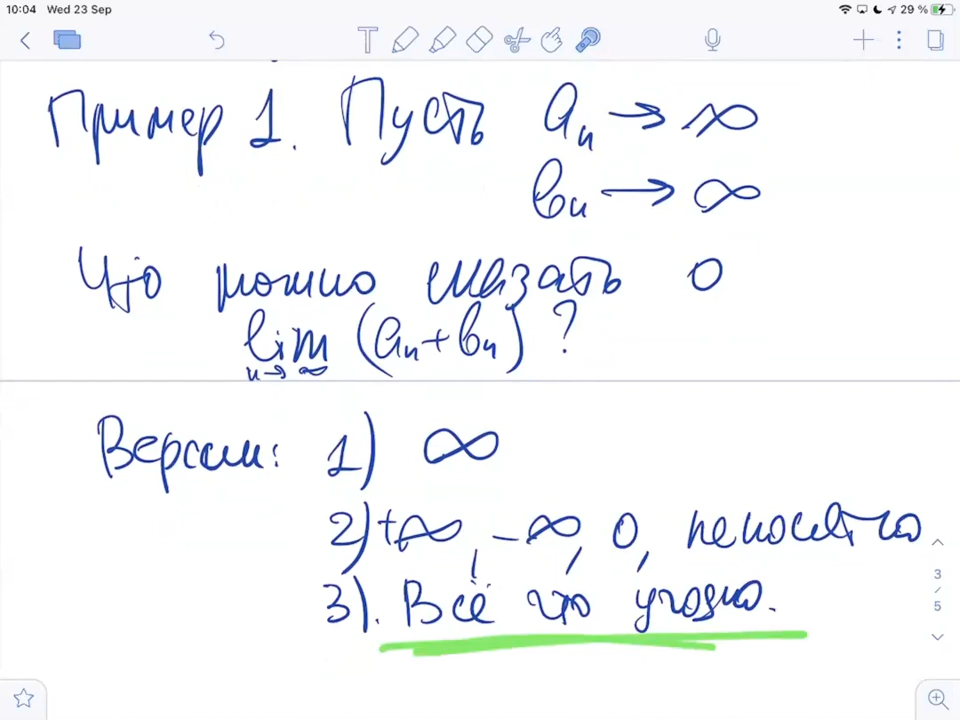 10:04 Wed 23 Sep 29 %
Пример 1. Пусть aₙ → ∞
bₙ → ∞
Что можно сказать о
lim (aₙ+bₙ) ?
n→∞
Версии: 1) ∞
2) +∞, -∞, 0,
3). Всё что угодно.
3
/
5